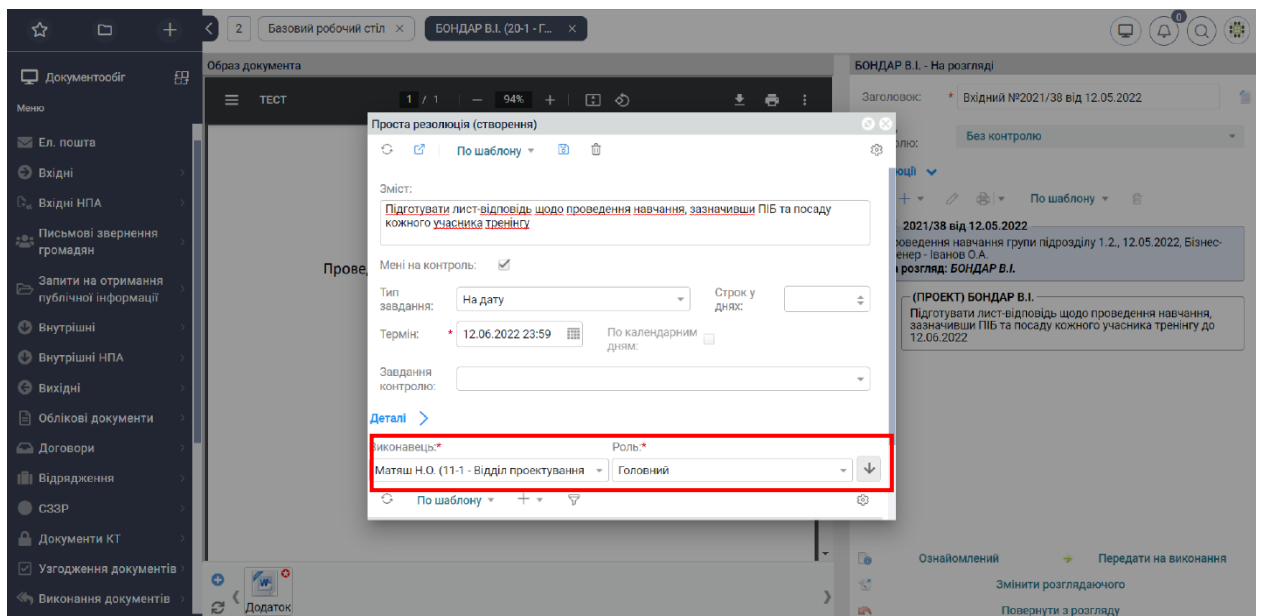 2
Базовий робочий стіл ×
БОНДАР В.І. (20-1 - Г... ×
0
Документообіг
Меню
Ел. пошта
Вхідні
Вхідні НПА
Письмові звернення
громадян
Запити на отримання
публічної інформації
Внутрішні
Внутрішні НПА
Вихідні
Облікові документи
Договори
Відрядження
СЗЗР
Документи КТ
Узгодження документів
Виконання документів
Образ документа
ТЕСТ
1 / 1
94%
Прове
Проста резолюція (створення)
По шаблону
Зміст:
Підготувати лист-відповідь щодо проведення навчання, зазначивши ПІБ та посаду
кожного учасника тренінгу
Мені на контроль:
Тип
завдання:
На дату
Строк у
днях:
Термін: *
12.06.2022 23:59
По календарним
дням:
Завдання
контролю:
Деталі
Виконавець:*
Роль:*
Матяш Н.О. (11-1 - Відділ проектування
Головний
По шаблону
Додаток
БОНДАР В.І. - На розгляді
Заголовок: *
Вхідний №2021/38 від 12.05.2022
олю:
Без контролю
юції
По шаблону
2021/38 від 12.05.2022
роведення навчання групи підрозділу 1.2., 12.05.2022, Бізнес-
енер - Іванов О.А.
розгляд: БОНДАР В.І.
(ПРОЕКТ) БОНДАР В.І.
Підготувати лист-відповідь щодо проведення навчання,
зазначивши ПІБ та посаду кожного учасника тренінгу до
12.06.2022
Ознайомлений
Передати на виконання
Змінити розглядаючого
Повернути з розгляду